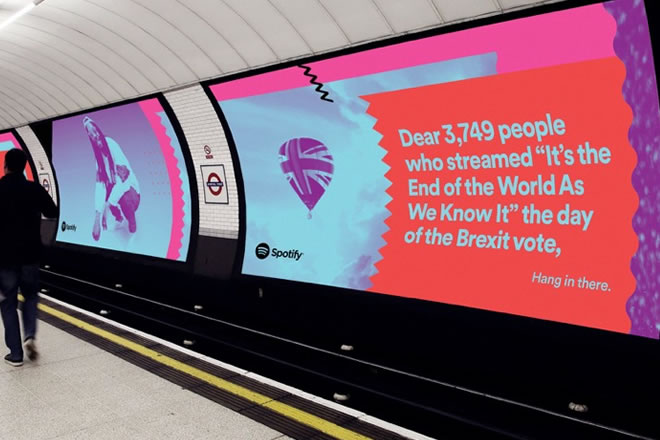 Dear 3,749 people
who streamed “It’s the
End of the World As
We Know It” the day
of the Brexit vote,
Hang in there.
Spotify
Spotify